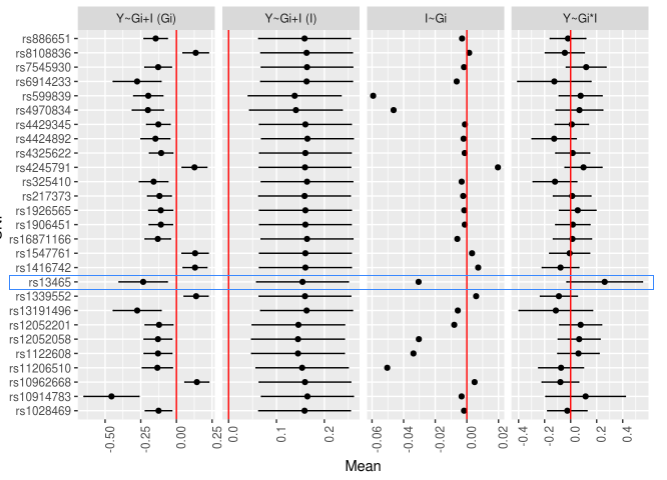 Y~Gi+I (Gi) Y~Gi+I (I) I~Gi Y~Gi*I
rs886651
rs8108836
rs7545930
rs6914233
rs599839
rs4970834
rs4429345
rs4424892
rs4325622
rs4245791
rs325410
rs217373
rs1926565
rs1906451
rs16871166
rs1547761
rs1416742
rs13465
rs1339552
rs13191496
rs12052201
rs12052058
rs1122608
rs11206510
rs10962668
rs10914783
rs1028469
-0.50 -0.25 0.00 0.25 0.0 0.1 0.2 -0.06 -0.04 -0.02 0.00 0.02 -0.4 -0.2 0.0 0.2 0.4
Mean